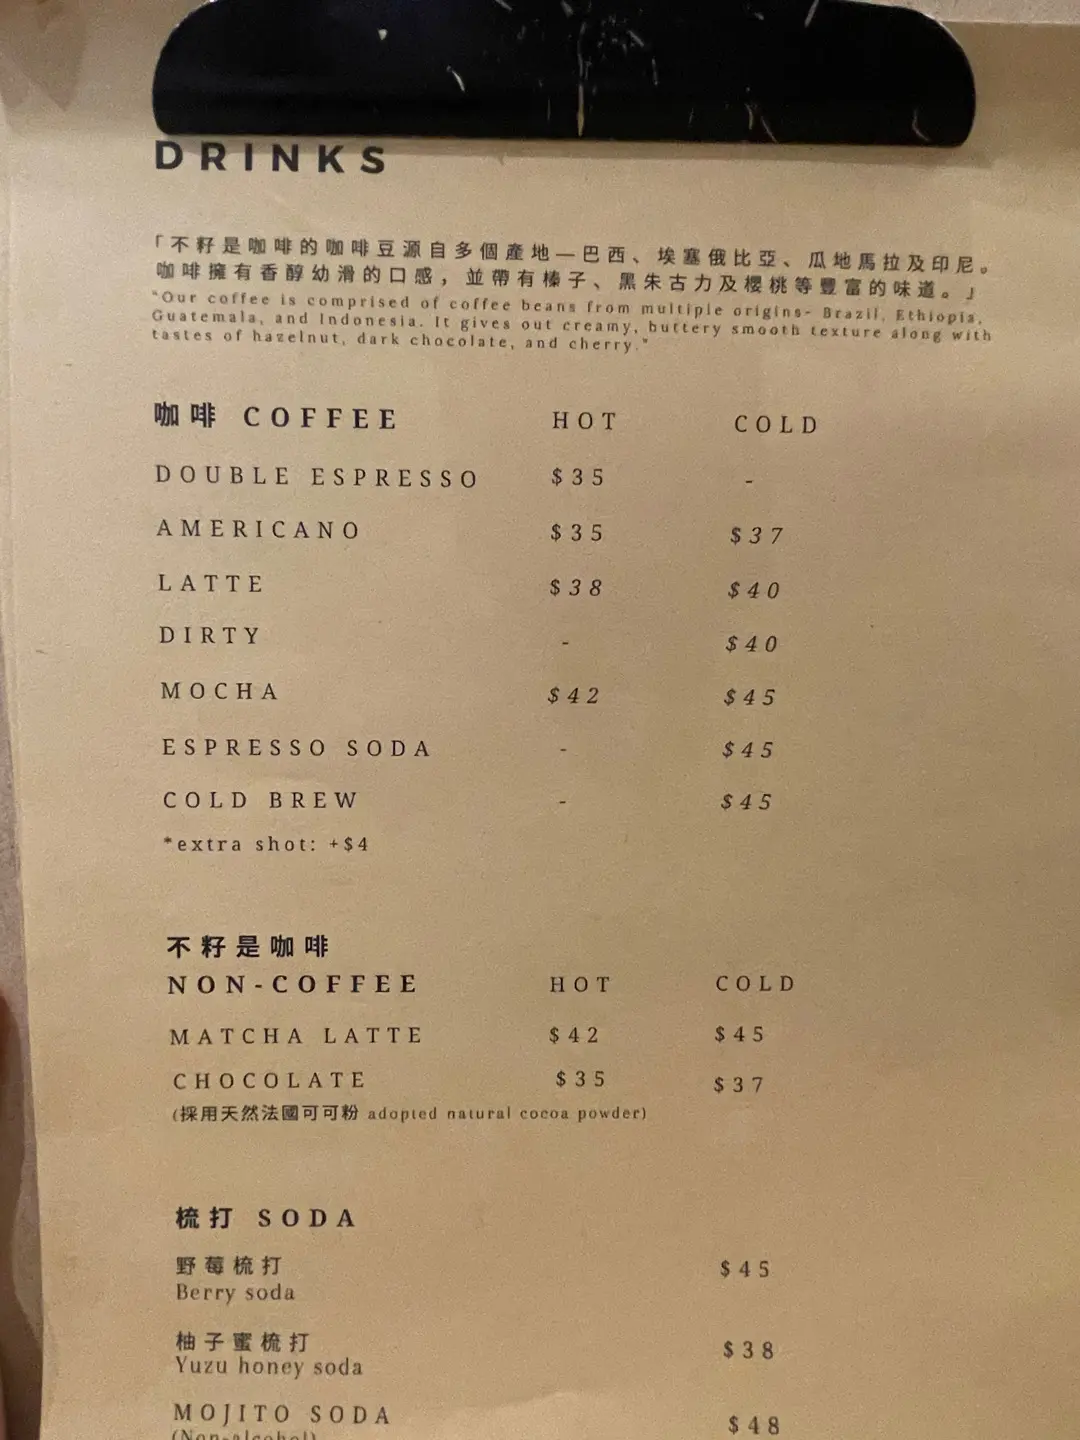 DRINKS
「不籽是咖啡的咖啡豆源自多個產地—巴西、埃塞俄比亞、瓜地馬拉及印尼。
咖啡擁有香醇幼滑的口感，並帶有榛子、黑朱古力及櫻桃等豐富的味道。」
"Our coffee is comprised of coffee beans from multiple origins- Brazil, Ethiopia,
Guatemala, and Indonesia. It gives out creamy, buttery smooth texture along with
tastes of hazelnut, dark chocolate, and cherry."
咖啡 COFFEE HOT COLD
DOUBLE ESPRESSO $35 -
AMERICANO $35 $37
LATTE $38 $40
DIRTY - $40
MOCHA $42 $45
ESPRESSO SODA - $45
COLD BREW - $45
*extra shot: +$4
不籽是咖啡
NON-COFFEE HOT COLD
MATCHA LATTE $42 $45
CHOCOLATE $35 $37
(採用天然法國可可粉 adopted natural cocoa powder)
梳打 SODA
野莓梳打 $45
Berry soda
柚子蜜梳打 $38
Yuzu honey soda
MOJITO SODA $48
(Non-alcohol)